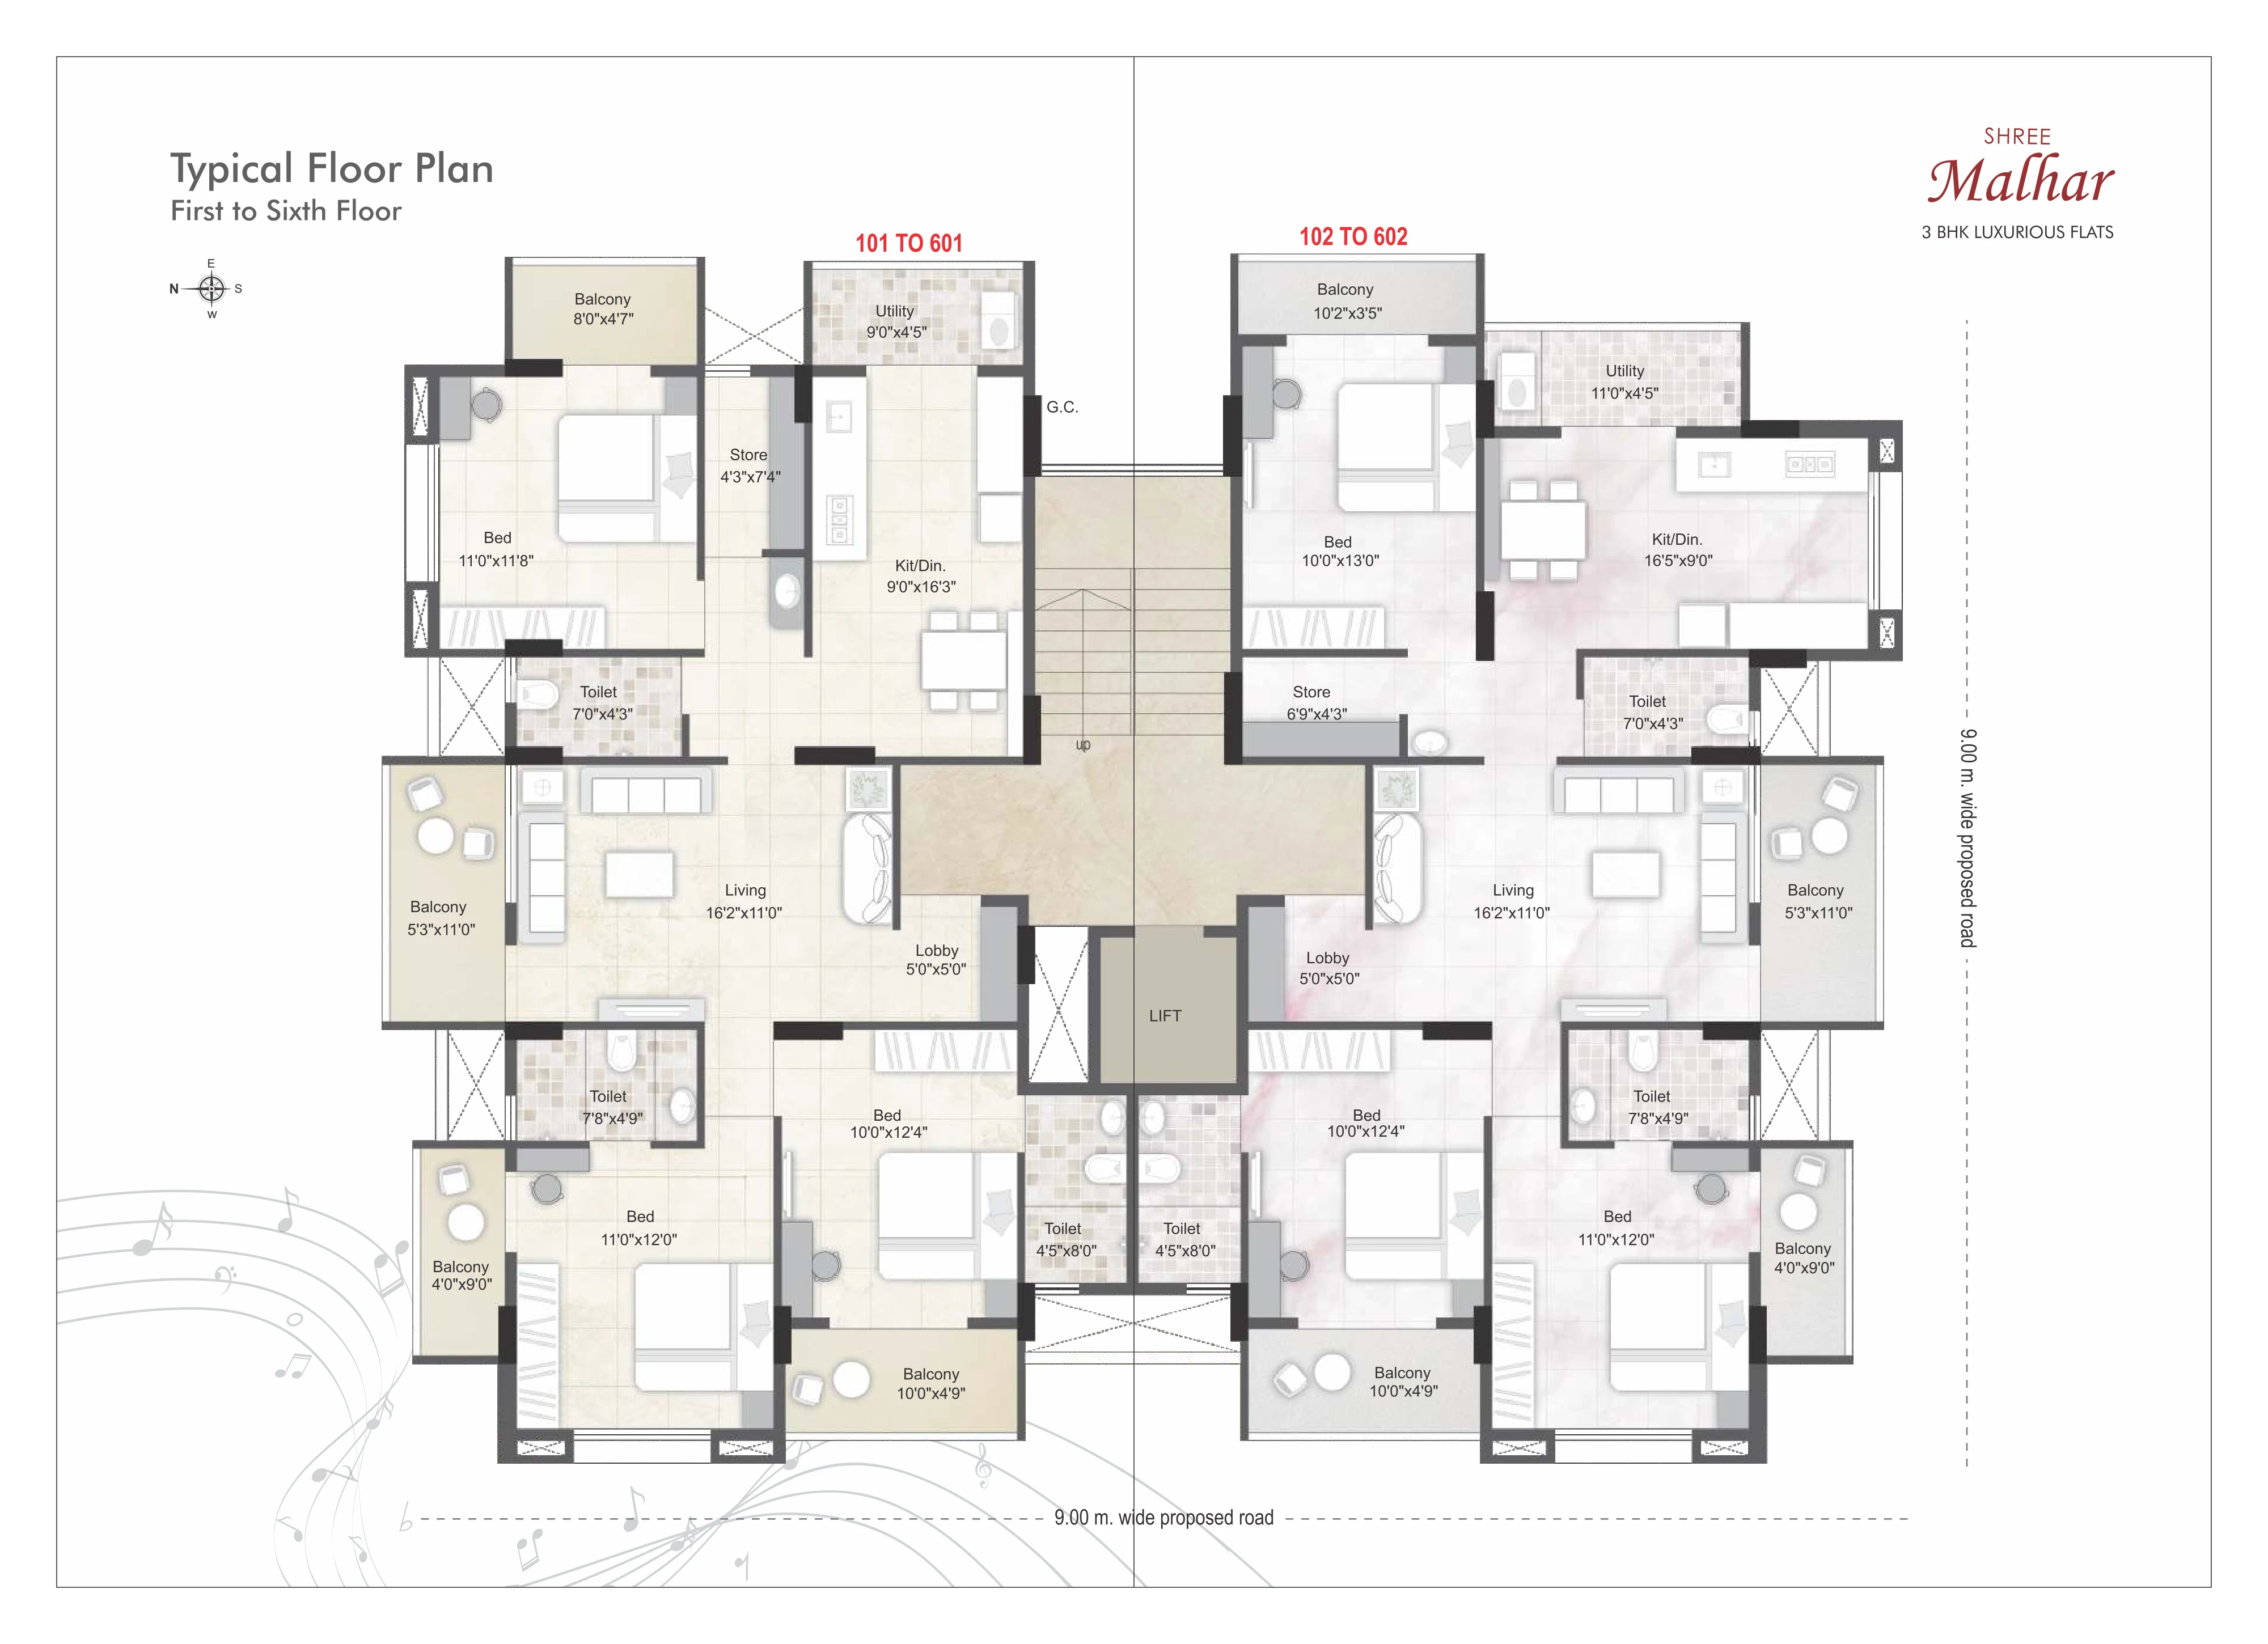 SHREE
Malhar
3 BHK LUXURIOUS FLATS
Typical Floor Plan
First to Sixth Floor
E
N
S
W
101 TO 601
102 TO 602
Balcony
8'0"x4'7"
Utility
9'0"x4'5"
Balcony
10'2"x3'5"
Utility
11'0"x4'5"
G.C.
Store
4'3"x7'4"
Bed
11'0"x11'8"
Kit/Din.
9'0"x16'3"
Bed
10'0"x13'0"
Kit/Din.
16'5"x9'0"
Toilet
7'0"x4'3"
Store
6'9"x4'3"
Toilet
7'0"x4'3"
up
Balcony
5'3"x11'0"
Living
16'2"x11'0"
Lobby
5'0"x5'0"
Lobby
5'0"x5'0"
Living
16'2"x11'0"
Balcony
5'3"x11'0"
9.00 m. wide proposed road
LIFT
Toilet
7'8"x4'9"
Bed
10'0"x12'4"
Bed
10'0"x12'4"
Toilet
7'8"x4'9"
Balcony
4'0"x9'0"
Bed
11'0"x12'0"
Toilet
4'5"x8'0"
Toilet
4'5"x8'0"
Bed
11'0"x12'0"
Balcony
4'0"x9'0"
Balcony
10'0"x4'9"
Balcony
10'0"x4'9"
9.00 m. wide proposed road